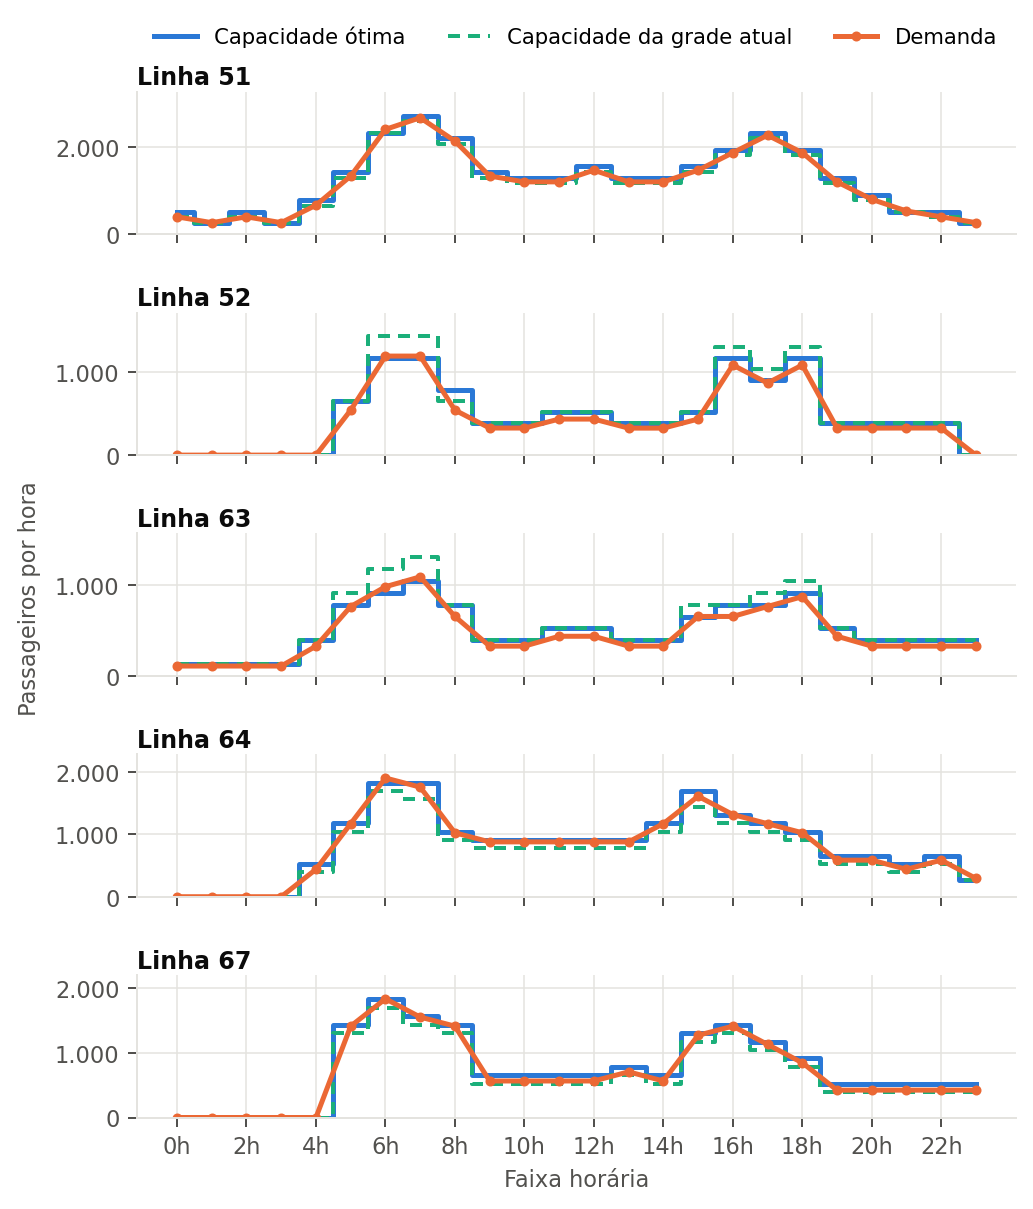 Capacidade ótima Capacidade da grade atual Demanda
Linha 51
2.000
0
Linha 52
1.000
0
Linha 63
1.000
0
Linha 64
2.000
1.000
0
Linha 67
2.000
1.000
0
0h 2h 4h 6h 8h 10h 12h 14h 16h 18h 20h 22h
Faixa horária
Passageiros por hora